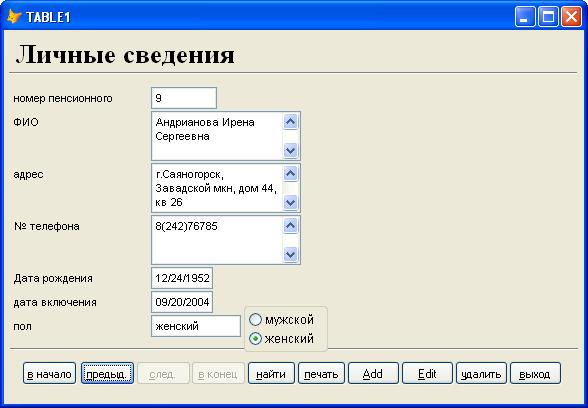 TABLE1
Личные сведения
номер пенсионного 9
ФИО Андрианова Ирена
Сергеевна
адрес г.Саяногорск,
Завадской мкн, дом 44,
кв 26
№ телефона 8(242)76785
Дата рождения 12/24/1952
дата включения 09/20/2004
пол женский
мужской
женский
в начало предыд. след. в конец найти печать Add Edit удалить выход